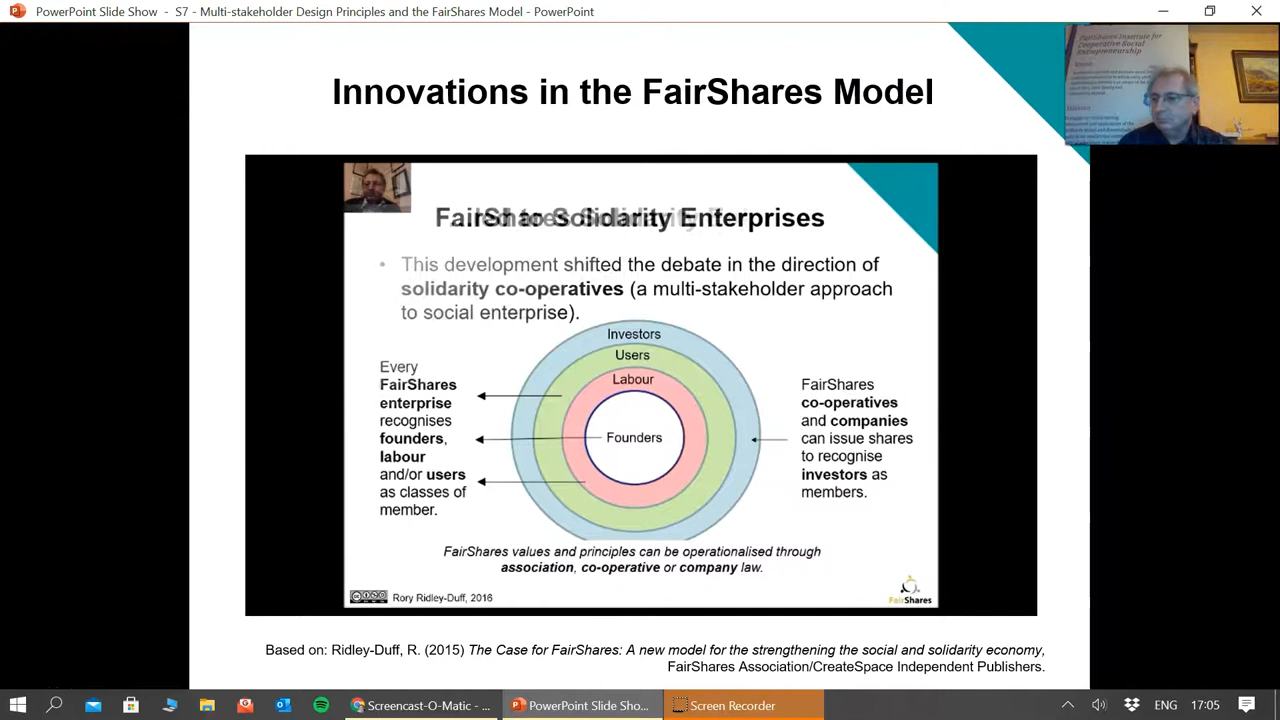 PowerPoint Slide Show - S7 - Multi-stakeholder Design Principles and the FairShares Model - PowerPoint
FairShares Institute for
Cooperative Social
Entrepreneurship
Innovations in the FairShares Model
Solidarity Enterprises
• This development shifted the debate in the direction of
solidarity co-operatives (a multi-stakeholder approach
to social enterprise).
Investors
Users
Labour
Founders
Every
FairShares
enterprise
recognises
founders,
labour
and/or users
as classes of
member.
FairShares
co-operatives
and companies
can issue shares
to recognise
investors as
members.
FairShares values and principles can be operationalised through
association, co-operative or company law.
Rory Ridley-Duff, 2016
FairShares
Based on: Ridley-Duff, R. (2015) The Case for FairShares: A new model for the strengthening the social and solidarity economy,
FairShares Association/CreateSpace Independent Publishers.
Screencast-O-Matic - ...
PowerPoint Slide Sho...
Screen Recorder
ENG
17:05